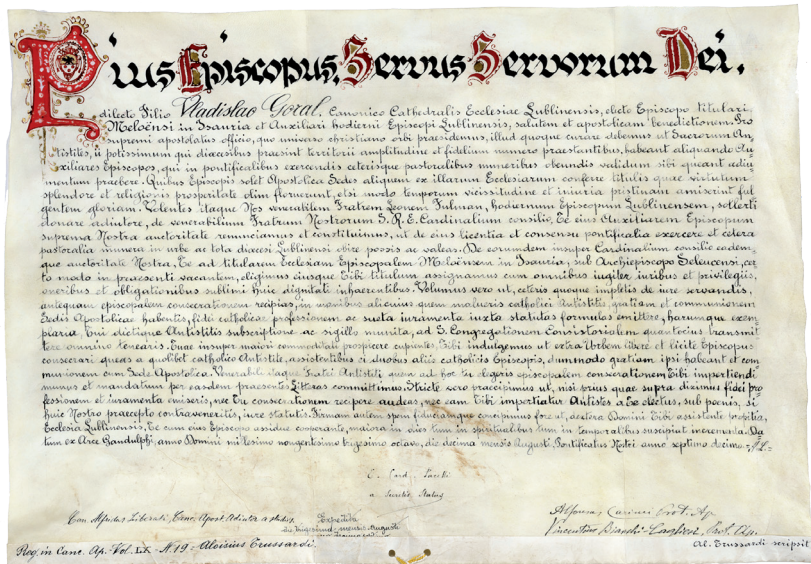 Pius Episcopus, Servus Servorum Dei,
dilecto Filio Vladislao Goral, Canonico Cathedralis Ecclesiae Lublinensis, electo Episcopo titulari
Meloënsi in Isauria et Auxiliari hodierni Episcopi Lublinensis, salutem et apostolicam benedictionem. Pro
supremi apostolatus officio, quo universo christiano orbi praesidemus, illud quoque curare debemus ut Sacrorum An-
tistites, ii potissimum qui dioecesibus praesint territorii amplitudine et fidelium numero praestantibus, habeant aliquando Au-
xiliares Episcopos, qui in pontificalibus exercendis ceterisque pastoralibus muneribus obeundis validum sibi queant adiu-
mentum praebere. Quibus Episcopis solet Apostolica Sedes aliquem ex illarum Ecclesiarum conferre titulis quae virtutum
splendore et religionis prosperitate olim floruerunt, etsi modo temporum vicissitudine et iniuria pristinam amiserint ful-
gentem gloriam. Volentes itaque Nos venerabilem Fratrem Leonem Fulman, hodiernum Episcopum Lublinensem, sollerti
donare adiutore, de venerabilium Fratrum Nostrorum S. R. E. Cardinalium consilio, Te eius Auxiliarem Episcopum
suprema Nostra auctoritate renunciamus et constituimus, ut de eius licentia et consensu pontificalia exercere et cetera
pastoralia munera in urbe ac tota dioecesi Lublinensi obire possis ac valeas. De eorumdem insuper Cardinalium consilio eadem-
que auctoritate Nostra, Te ad titularem Ecclesiam Episcopalem Meloënsem in Isauria, sub Archiepiscopo Seleucensi, cer-
to modo in praesenti vacantem, eligimus eiusque Tibi titulum assignamus cum omnibus iugiter iuribus et privilegiis,
oneribus et obligationibus sublimi huic dignitate inhaerentibus. Volumus vero ut, ceteris quoque impletis de iure servandis,
antequam episcopalem consecrationem recipias, in manibus alicuius, quem malueris catholici Antistitis, gratiam et communionem
Sedis Apostolicae habentis, fidei catholicae professionem ac sueta iuramenta iuxta statutas formulas emittere, harumque exem-
plaria Tui dictique Antistitis subscriptione ac sigillo munita, ad S. Congregationem Consistorialem quantocius transmit-
tere omnino tenearis. Tuae insuper maiori commoditati prospicere cupientes, Tibi indulgemus ut extra Urbem libere et licite Episcopus
consecrari queas a quolibet catholico Antistite, assistentibus ei duobus aliis catholicis Episcopis, dummodo gratiam ipsi habeant et com-
munionem cum Sede Apostolica. Venerabili itaque Fratri Antistiti quem ad hoc Tu elegeris episcopalem consecrationem Tibi impertiendi
munus et mandatum per easdem praesentes Litteras committimus. Stricte vero praecipimus ut, nisi prius quae supra diximus fidei pro-
fessionem et iuramenta emiseris, nec Tu consecrationem recipere audeas, nec eam Tibi impertiatur Antistes a Te electus, sub poenis, si
huic Nostro praecepto contraveneritis, iure statutis. Firmam autem spem fiduciamque concipimus fore ut, dextera Domini Tibi assistente propitia,
Ecclesia Lublinensis, Te cum eius Episcopo assidue cooperante, maiora in dies tum in spiritualibus tum in temporalibus suscipiat incrementa. Da-
tum ex Arce Gandulphi, anno Domini millesimo nongentesimo trigesimo octavo, die decima mensis Augusti, Pontificatus Nostri anno septimo decimo.
E. Card. Pacelli
a Secretis Status
Can. Alfridus Liberati, Canc. Apost. Adiutor a studiis
Expedita
die vigesima mensis Augusti
Alfonsus Carinci Prot. Ap.
Vincentius Bianchi-Cagliesi, Prot. Ap.
Reg. in Canc. Ap. Vol. LX - N. 19 - Aloisius Trussardi.
Al. Trussardi scripsit